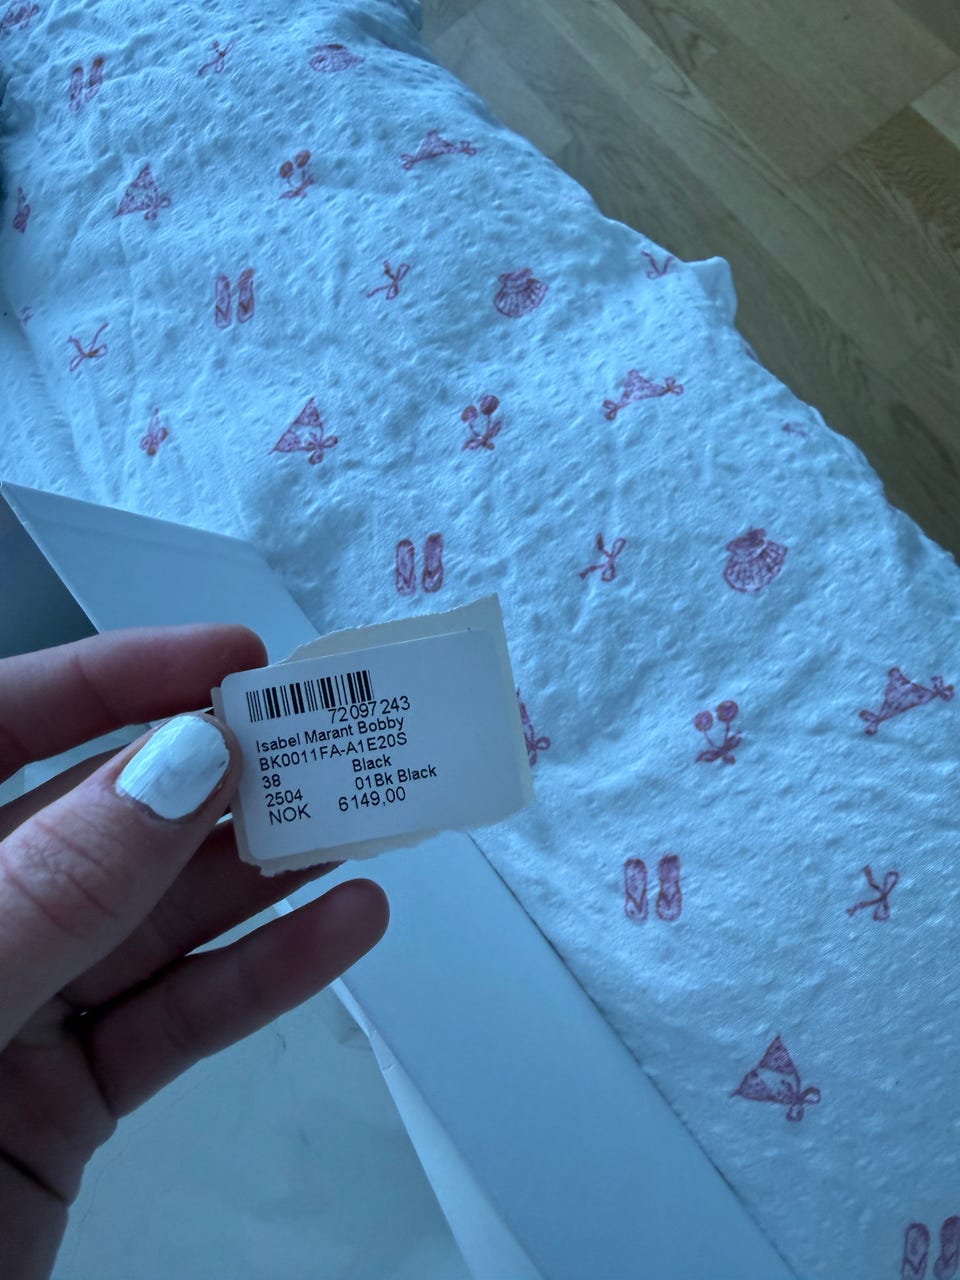 72097243
Isabel Marant Bobby
BK0011FA-A1E20S
38 Black
2504 01Bk Black
NOK 6149,00